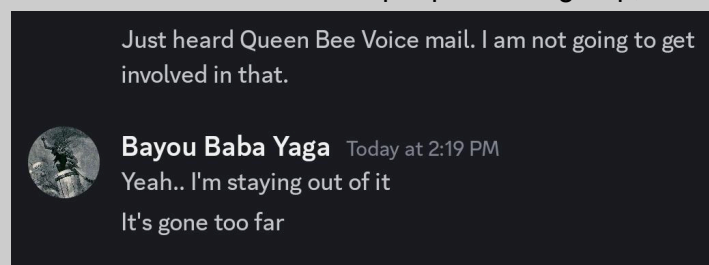 Just heard Queen Bee Voice mail. I am not going to get
involved in that.
Bayou Baba Yaga Today at 2:19 PM
Yeah.. I'm staying out of it
It's gone too far